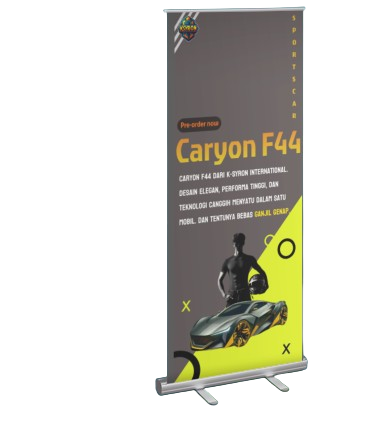 K-SYRON
SPORTSCAR
Pre-order now
Caryon F44
CARYON F44 DARI K-SYRON INTERNATIONAL.
DESAIN ELEGAN, PERFORMA TINGGI, DAN
TEKNOLOGI CANGGIH MENYATU DALAM SATU
MOBIL. DAN TENTUNYA BEBAS GANJIL GENAP.
X
X